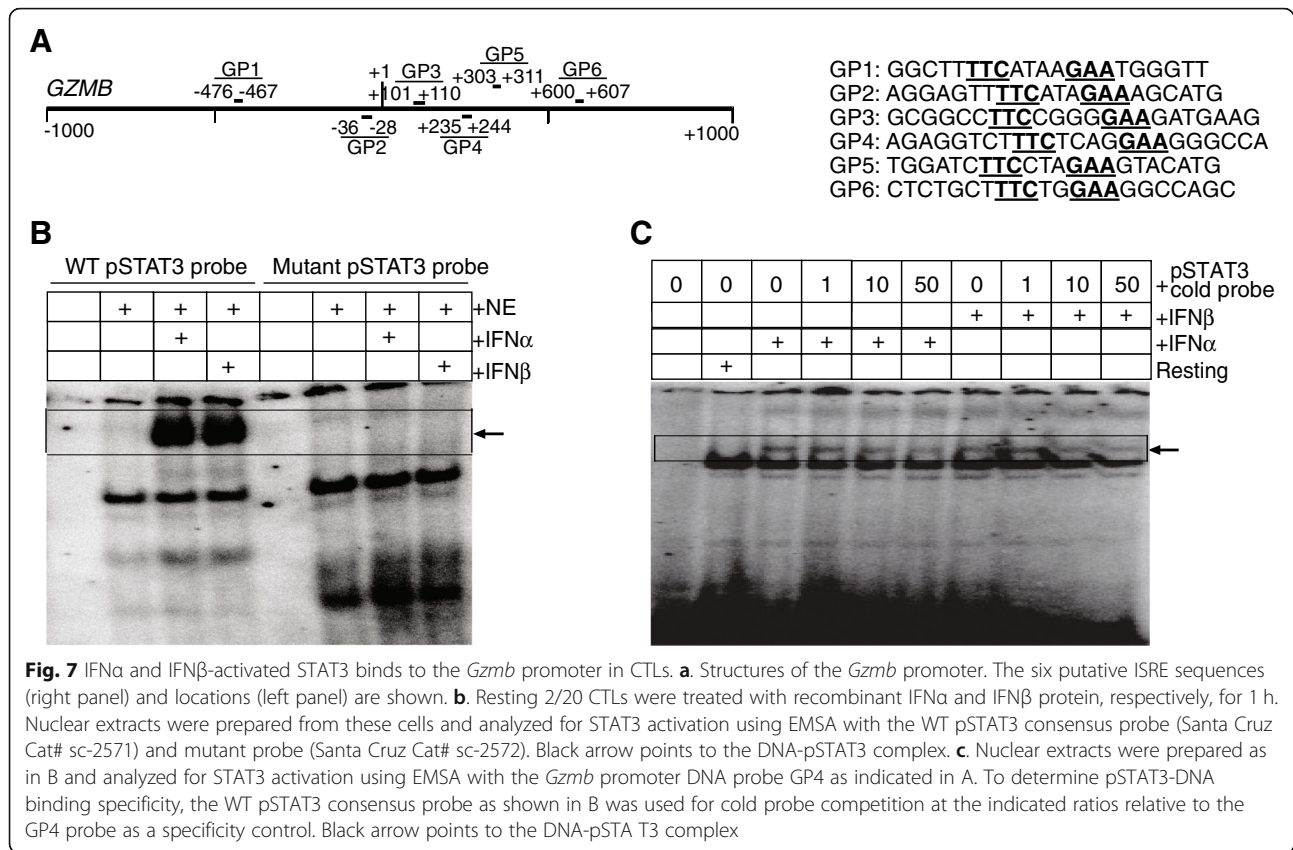 A
GZMB
GP1
-476 -467
+1
GP3
+101 +110
GP5
+303 +311
GP6
+600 +607
-1000
-36 -28
GP2
+235 +244
GP4
+1000
GP1: GGCTTTTCATAAGAATGGGTT
GP2: AGGAGTTTTCATAGAAAGCATG
GP3: GCGGCCTTCCGGGGAAGATGAAG
GP4: AGAGGTCTTTCTCAGGAAGGGCCA
GP5: TGGATCTTCCTAGAAGTACATG
GP6: CTCTGCTTTCTGGAAGGCCAGC
B
WT pSTAT3 probe Mutant pSTAT3 probe
+ + + + + + +NE
+ + +IFNα
+ + +IFNβ
C
0 0 0 1 10 50 0 1 10 50 + pSTAT3 cold probe
+ + + + +IFNβ
+ + + + +IFNα
+ Resting
Fig. 7 IFNα and IFNβ-activated STAT3 binds to the Gzmb promoter in CTLs. a. Structures of the Gzmb promoter. The six putative ISRE sequences
(right panel) and locations (left panel) are shown. b. Resting 2/20 CTLs were treated with recombinant IFNα and IFNβ protein, respectively, for 1 h.
Nuclear extracts were prepared from these cells and analyzed for STAT3 activation using EMSA with the WT pSTAT3 consensus probe (Santa Cruz
Cat# sc-2571) and mutant probe (Santa Cruz Cat# sc-2572). Black arrow points to the DNA-pSTAT3 complex. c. Nuclear extracts were prepared as
in B and analyzed for STAT3 activation using EMSA with the Gzmb promoter DNA probe GP4 as indicated in A. To determine pSTAT3-DNA
binding specificity, the WT pSTAT3 consensus probe as shown in B was used for cold probe competition at the indicated ratios relative to the
GP4 probe as a specificity control. Black arrow points to the DNA-pSTA T3 complex